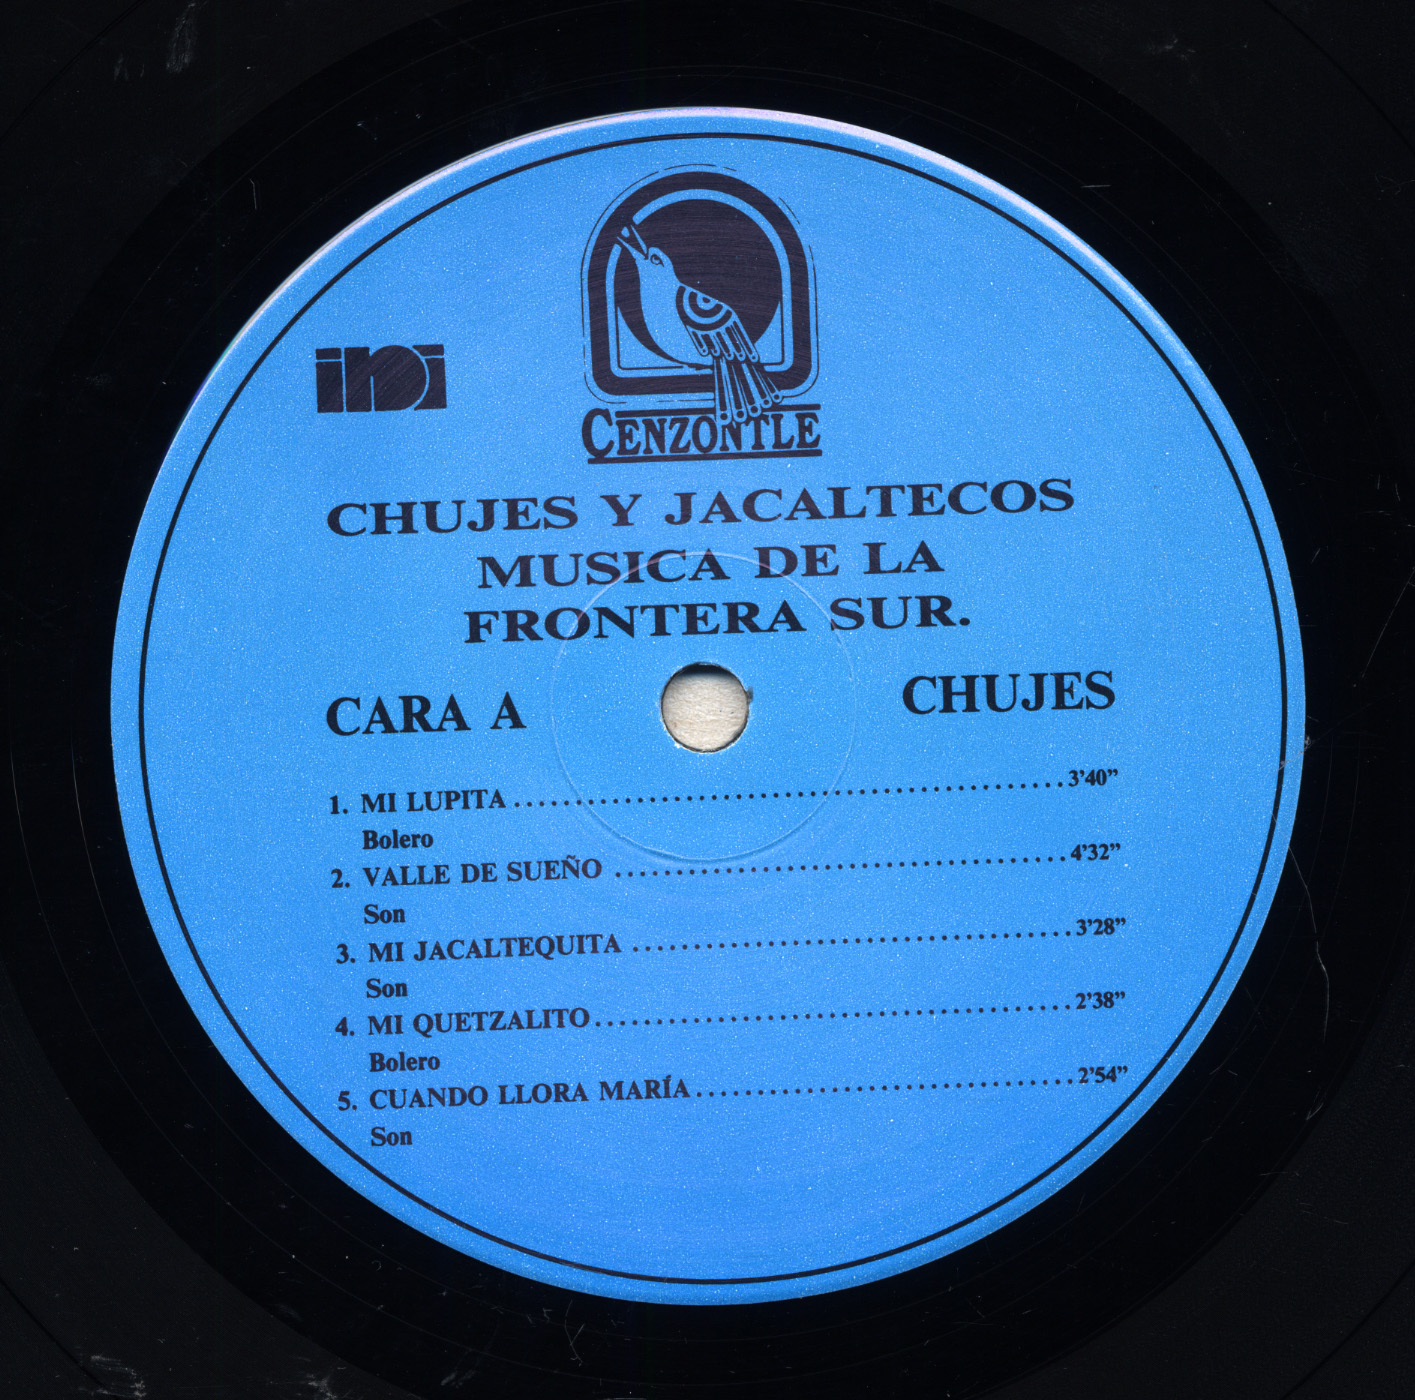 ini
CENZONTLE
CHUJES Y JACALTECOS
MUSICA DE LA
FRONTERA SUR.
CARA A CHUJES
1. MI LUPITA ........................................ 3'40”
Bolero
2. VALLE DE SUEÑO ........................................ 4'32”
Son
3. MI JACALTEQUITA ........................................ 3'28”
Son
4. MI QUETZALITO ........................................ 2'38”
Bolero
5. CUANDO LLORA MARÍA ........................................ 2'54”
Son